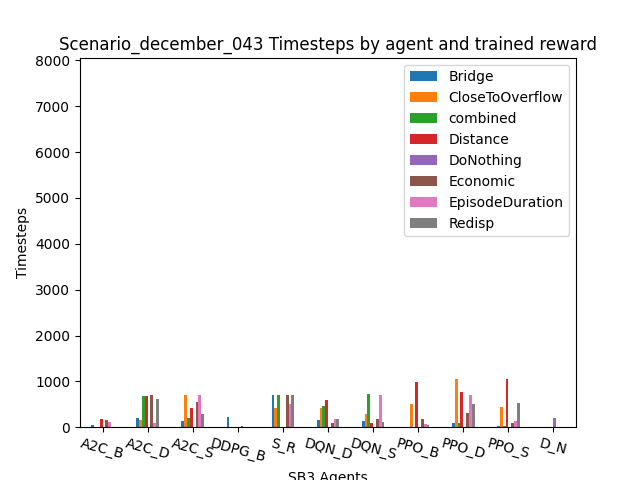 Scenario_december_043 Timesteps by agent and trained reward
8000
7000
6000
5000
4000
3000
2000
1000
0
Timesteps
Bridge
CloseToOverflow
combined
Distance
DoNothing
Economic
EpisodeDuration
Redisp
A2C_B
A2C_D
A2C_S
DDPG_B
S_R
DQN_D
DQN_S
PPO_B
PPO_D
PPO_S
D_N
SB3 Agents